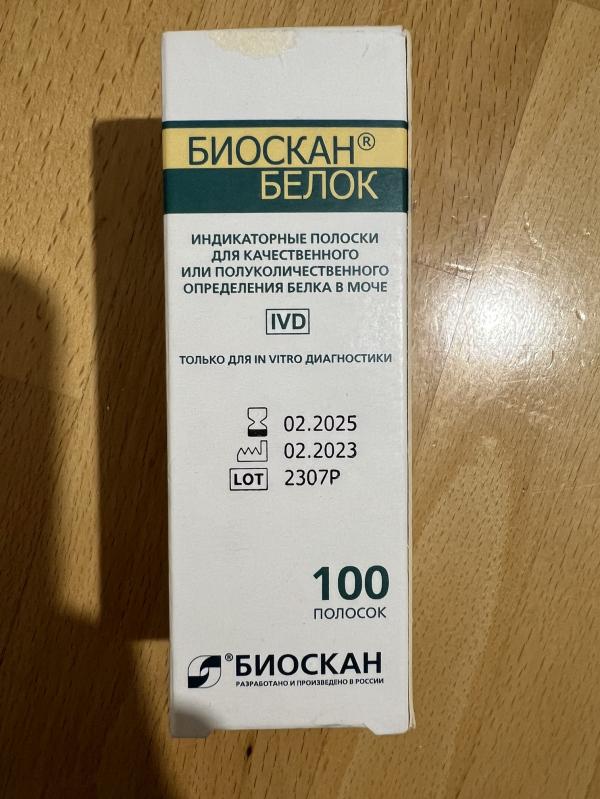 БИОСКАН®
БЕЛОК
ИНДИКАТОРНЫЕ ПОЛОСКИ
ДЛЯ КАЧЕСТВЕННОГО
ИЛИ ПОЛУКОЛИЧЕСТВЕННОГО
ОПРЕДЕЛЕНИЯ БЕЛКА В МОЧЕ
IVD
ТОЛЬКО ДЛЯ IN VITRO ДИАГНОСТИКИ
02.2025
02.2023
LOT 2307Р
100
ПОЛОСОК
®БИОСКАН
РАЗРАБОТАНО И ПРОИЗВЕДЕНО В РОССИИ